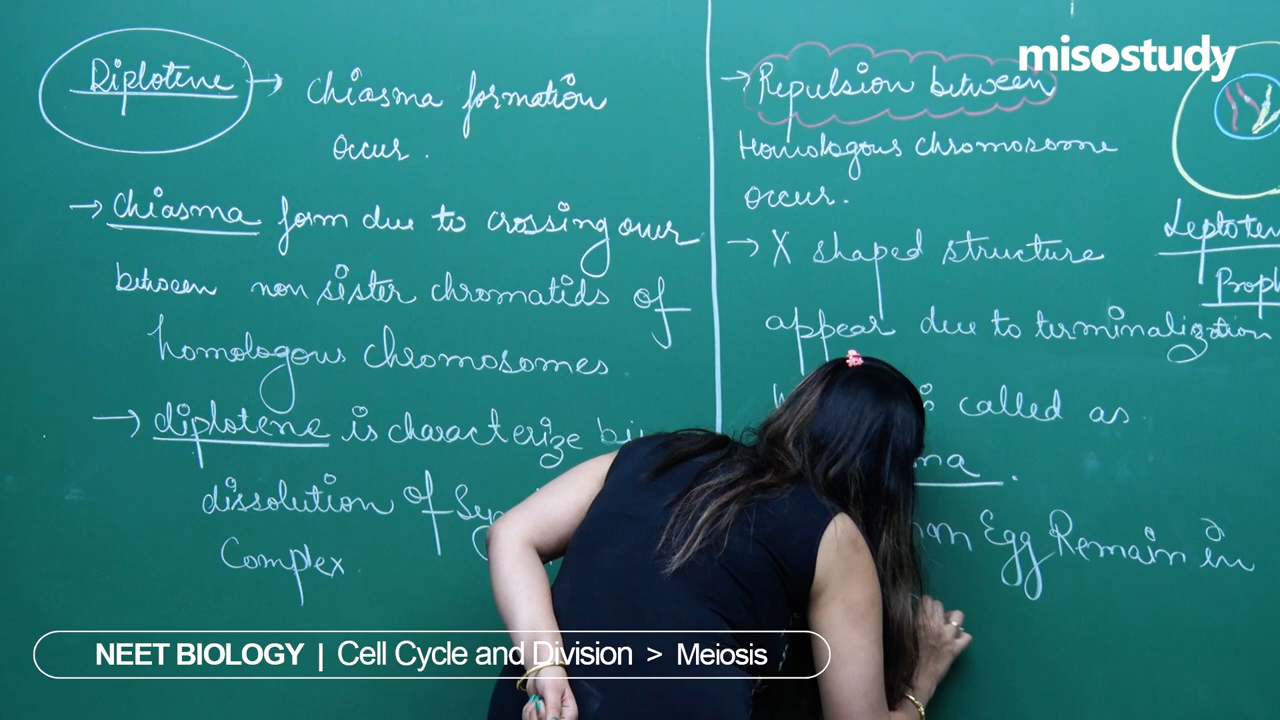 misostudy
Diplotene → chiasma formation
occur.
→ chiasma form due to crossing over
between non sister chromatids of
homologous chromosomes
→ diplotene is characterize
dissolution of
Complex
→ Repulsion between
Homologous chromosome
occur.
→ X shaped structure
appear due to terminalization
called as
Egg Remain in
NEET BIOLOGY | Cell Cycle and Division > Meiosis